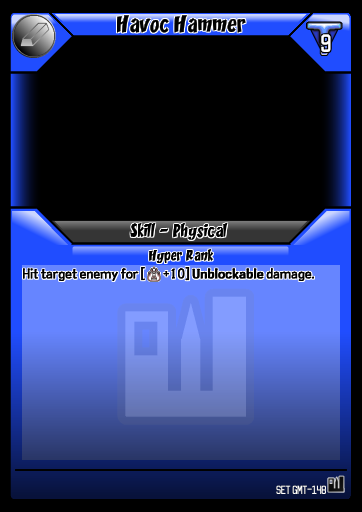 Havoc Hammer
9
Skill - Physical
Hyper Rank
Hit target enemy for [ +10] Unblockable damage.
SET GMT-148